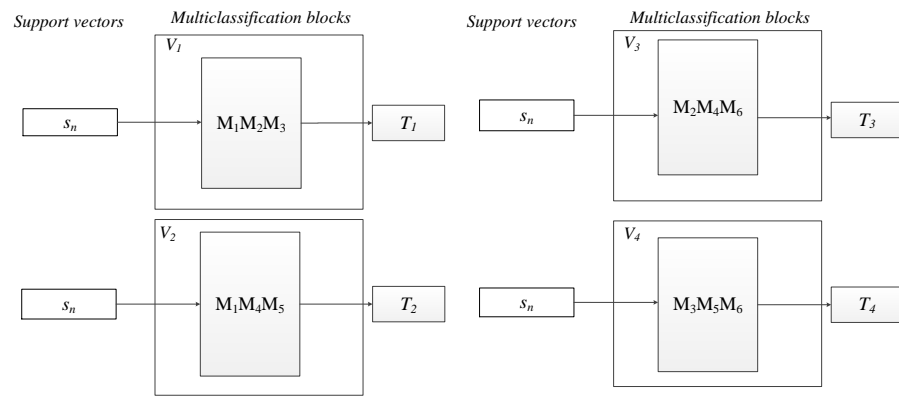 Support vectors
Multiclassification blocks
V₁
sₙ
M₁M₂M₃
T₁
V₂
sₙ
M₁M₄M₅
T₂
Support vectors
Multiclassification blocks
V₃
sₙ
M₂M₄M₆
T₃
V₄
sₙ
M₃M₅M₆
T₄